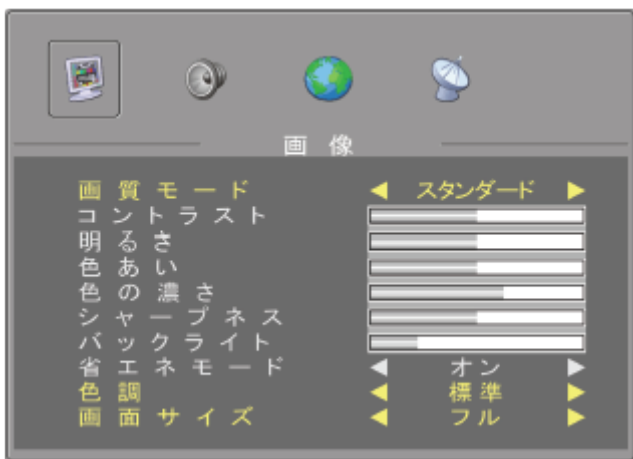 画像
画質モード スタンダード
コントラスト
明るさ
色あい
色の濃さ
シャープネス
バックライト
省エネモード オン
色調 標準
画面サイズ フル